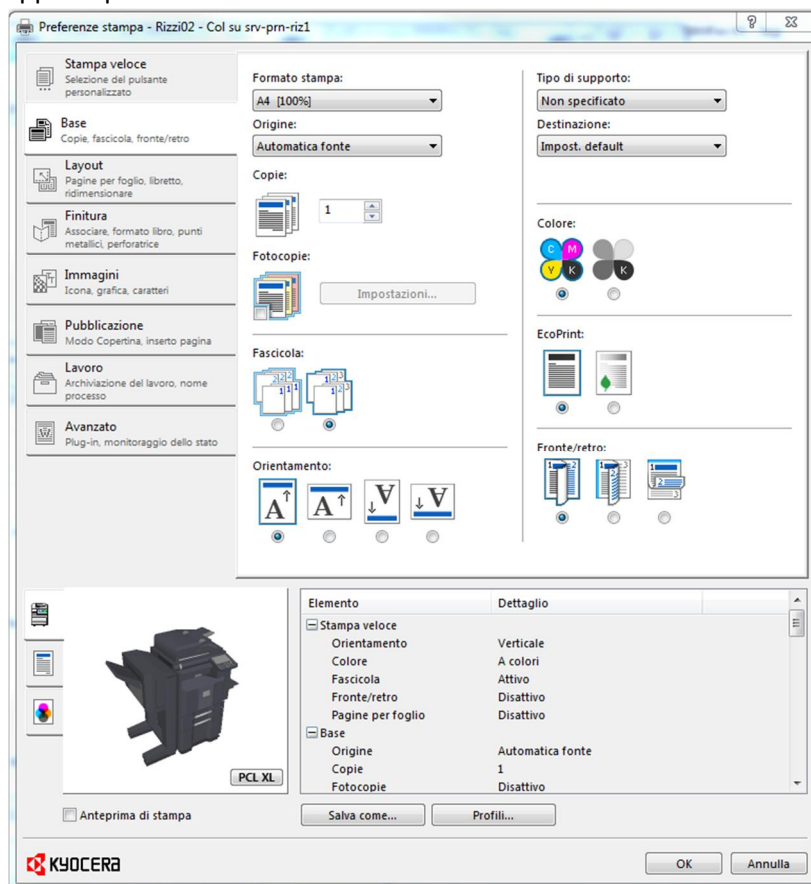 Preferenze stampa - Rizzi02 - Col su srv-prn-riz1
Stampa veloce
Selezione del pulsante
personalizzato
Base
Copie, fascicola, fronte/retro
Layout
Pagine per foglio, libretto,
ridimensionare
Finitura
Associare, formato libro, punti
metallici, perforatrice
Immagini
Icona, grafica, caratteri
Pubblicazione
Modo Copertina, inserto pagina
Lavoro
Archiviazione del lavoro, nome
processo
Avanzato
Plug-in, monitoraggio dello stato
Formato stampa:
A4 [100%]
Origine:
Automatica fonte
Copie:
1
Fotocopie:
Impostazioni...
Fascicola:
Orientamento:
Tipo di supporto:
Non specificato
Destinazione:
Impost. default
Colore:
C M
Y K K
EcoPrint:
Fronte/retro:
Elemento Dettaglio
Stampa veloce
Orientamento Verticale
Colore A colori
Fascicola Attivo
Fronte/retro Disattivo
Pagine per foglio Disattivo
Base
Origine Automatica fonte
Copie 1
Fotocopie Disattivo
PCL XL
Anteprima di stampa
Salva come... Profili...
KYOCERA
OK Annulla